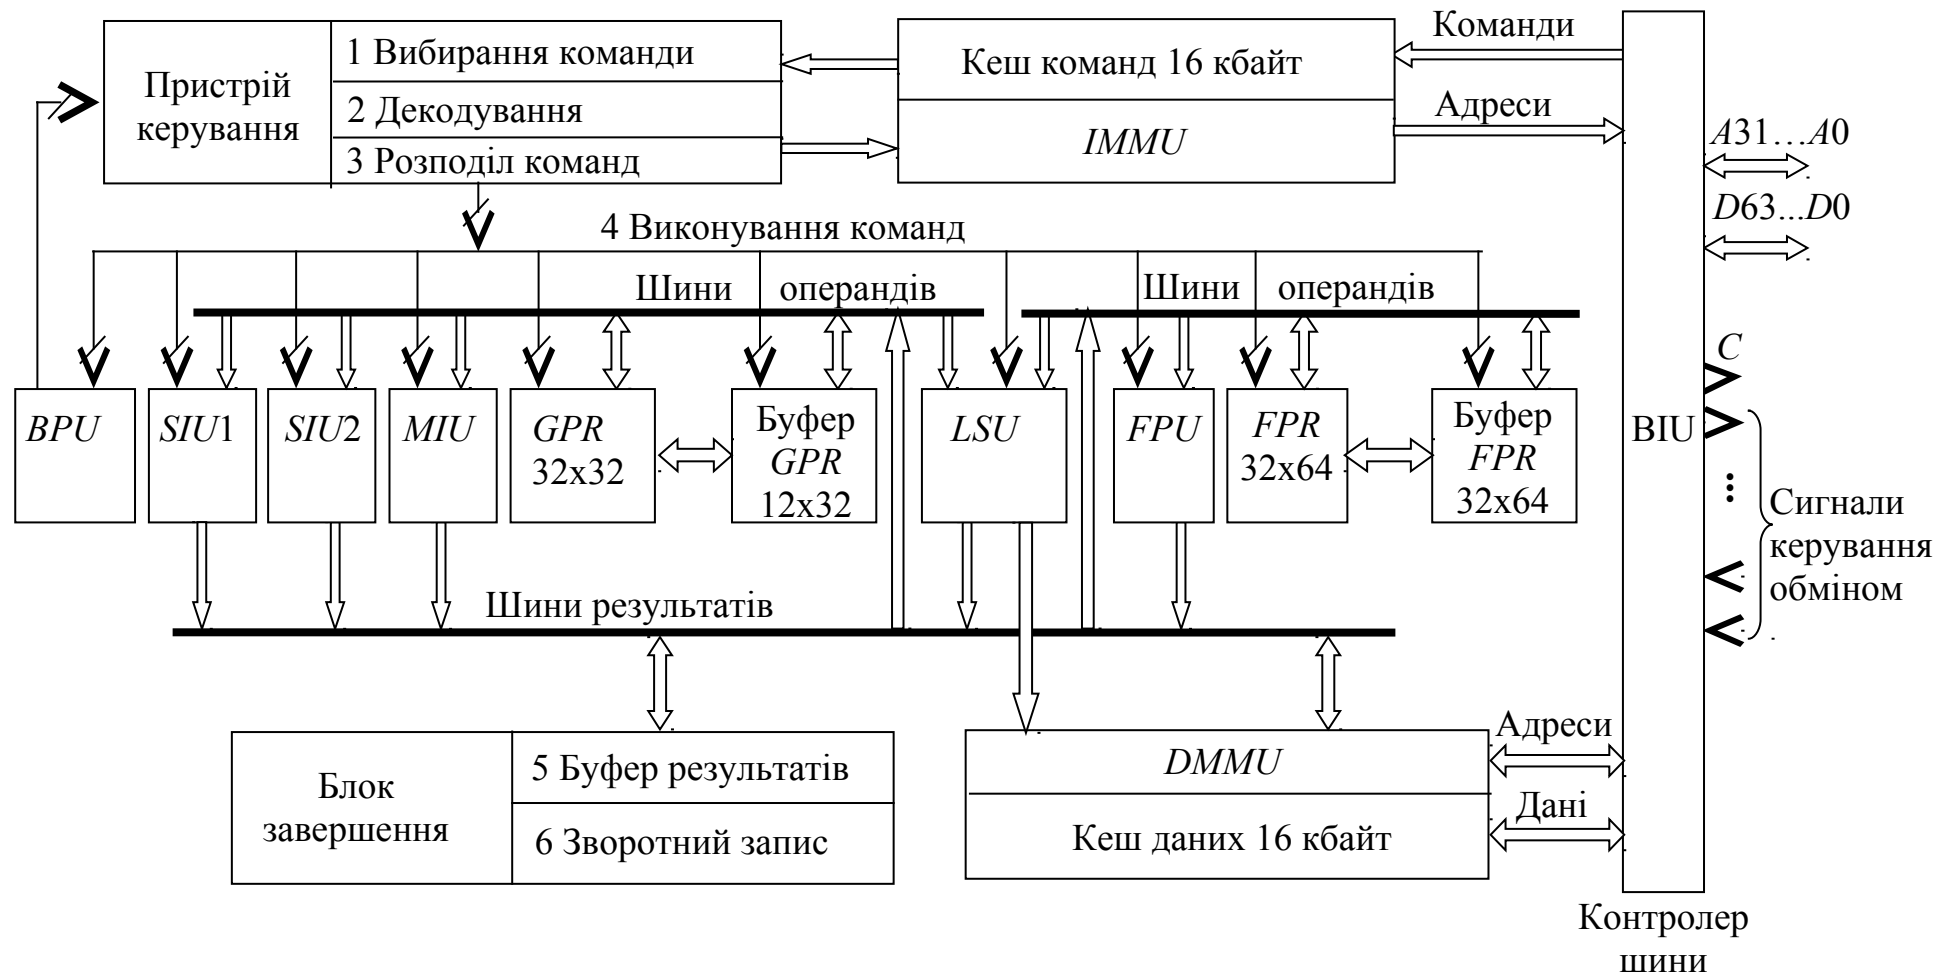 Пристрій
керування
1 Вибирання команди
2 Декодування
3 Розподіл команд
Кеш команд 16 кбайт
IMMU
Команди
Адреси
A31…A0
D63...D0
4 Виконування команд
Шини операндів
Шини операндів
C
BPU
SIU1
SIU2
MIU
GPR
32x32
Буфер
GPR
12x32
LSU
FPU
FPR
32x64
Буфер
FPR
32x64
BIU
Сигнали
керування
обміном
Шини результатів
Блок
завершення
5 Буфер результатів
6 Зворотний запис
DMMU
Кеш даних 16 кбайт
Адреси
Дані
Контролер
шини